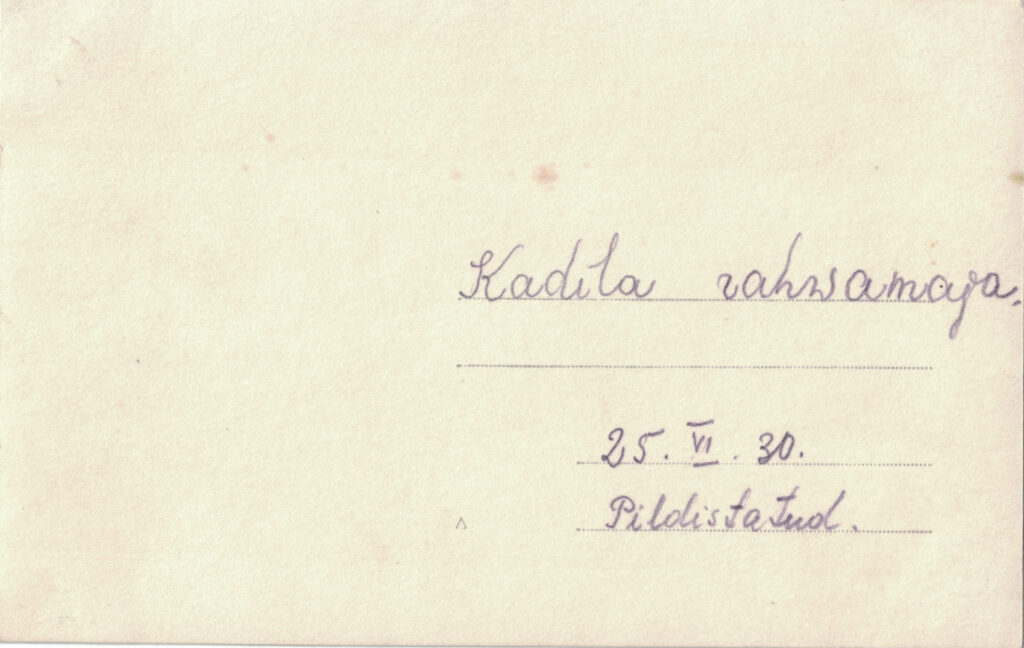 Kadila rahwamaja.
25. VI. 30.
Pildistatud.